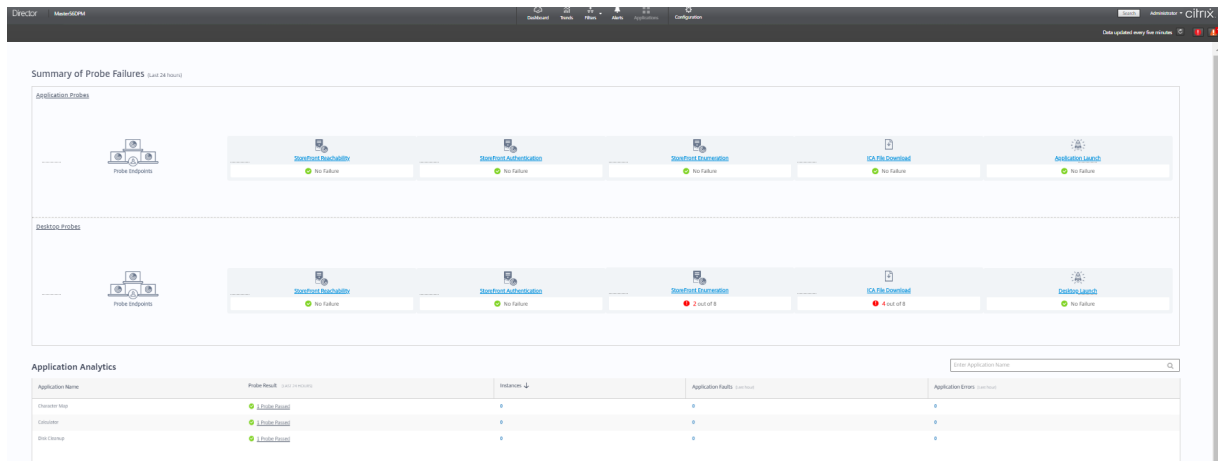 Director MasterSGDPM Dashboard Trends Filters Alerts Applications Configuration Search Administrator citrix
Data updated every five minutes
Summary of Probe Failures (Last 24 hours)
Application Probes
StoreFront Reachability StoreFront Authentication StoreFront Enumeration ICA File Download Application Launch
Probe Endpoints No Failure No Failure No Failure No Failure No Failure
Desktop Probes
StoreFront Reachability StoreFront Authentication StoreFront Enumeration ICA File Download Desktop Launch
Probe Endpoints No Failure No Failure 2 out of 8 4 out of 8 No Failure
Application Analytics Enter Application Name
Application Name Probe Result Instances Application Faults (Last hour) Application Errors (Last hour)
Character Map 1 Probe Passed 0 0 0
Calculator 1 Probe Passed 0 0 0
Disk Cleanup 1 Probe Passed 0 0 0